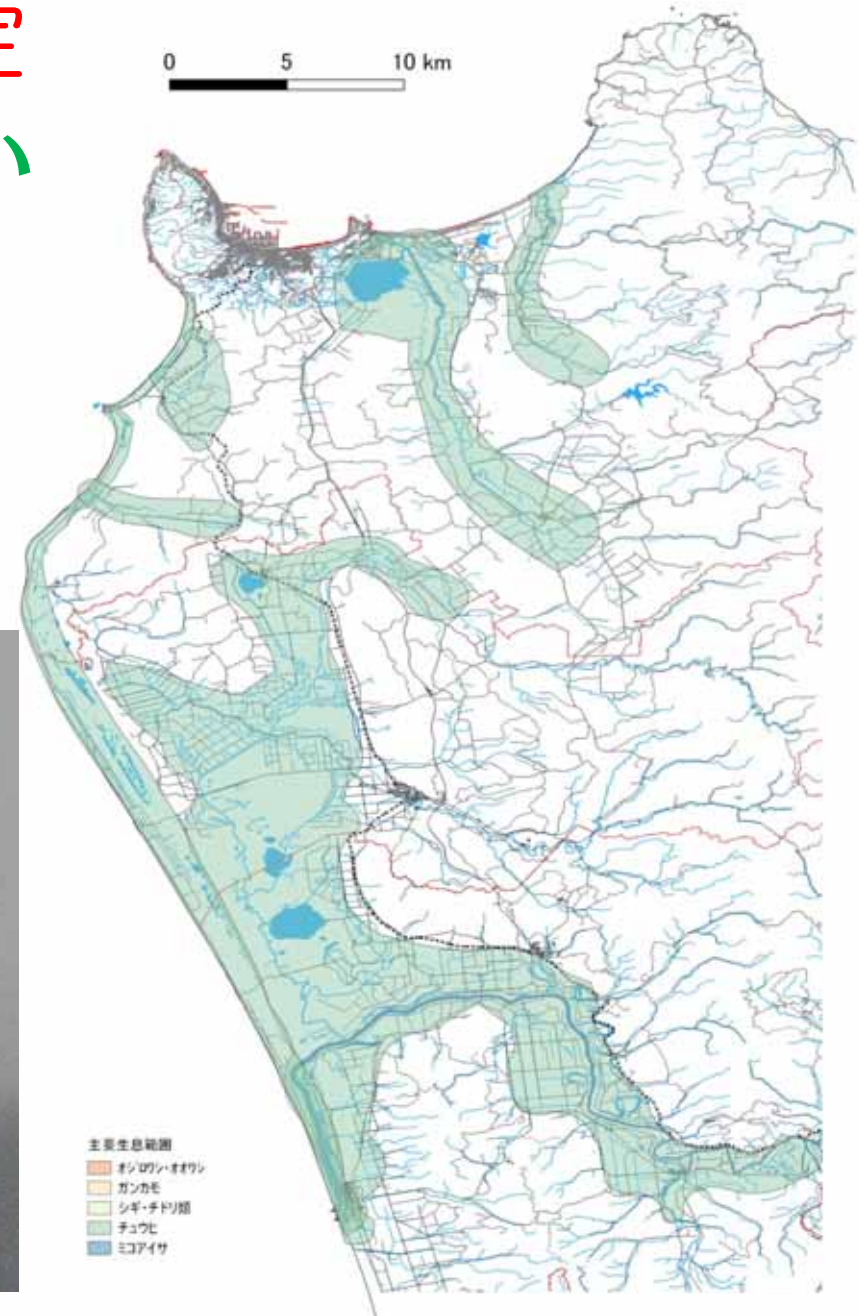 い
0 5 10 km
主要生息範囲
オジロワシ・オオワシ
ガンカモ
シギ・チドリ類
チュウヒ
ミコアイサ